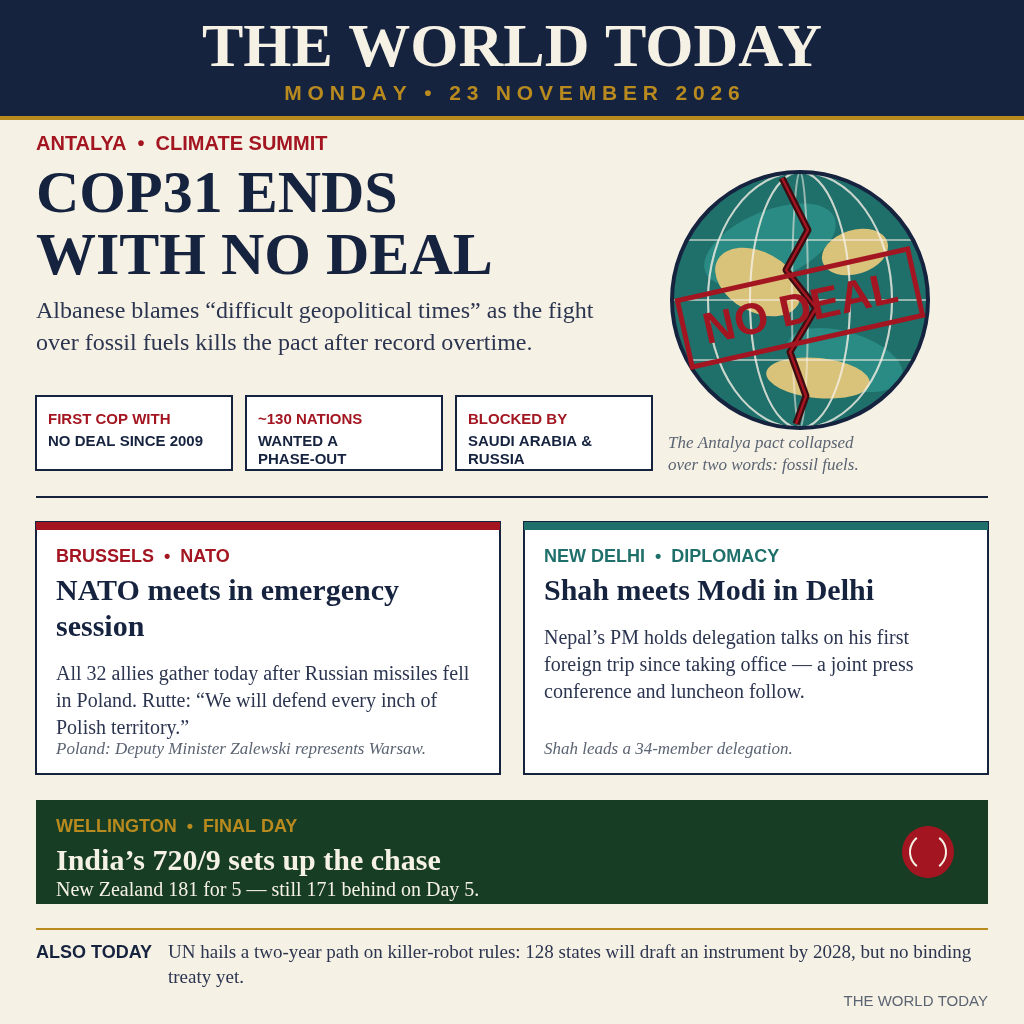 THE WORLD TODAY
MONDAY • 23 NOVEMBER 2026
ANTALYA • CLIMATE SUMMIT
COP31 ENDS
WITH NO DEAL
Albanese blames “difficult geopolitical times” as the fight
over fossil fuels kills the pact after record overtime.
FIRST COP WITH
NO DEAL SINCE 2009
~130 NATIONS
WANTED A
PHASE-OUT
BLOCKED BY
SAUDI ARABIA &
RUSSIA
NO DEAL
The Antalya pact collapsed
over two words: fossil fuels.
BRUSSELS • NATO
NATO meets in emergency
session
All 32 allies gather today after Russian missiles fell
in Poland. Rutte: “We will defend every inch of
Polish territory.”
Poland: Deputy Minister Zalewski represents Warsaw.
NEW DELHI • DIPLOMACY
Shah meets Modi in Delhi
Nepal’s PM holds delegation talks on his first
foreign trip since taking office — a joint press
conference and luncheon follow.
Shah leads a 34-member delegation.
WELLINGTON • FINAL DAY
India’s 720/9 sets up the chase
New Zealand 181 for 5 — still 171 behind on Day 5.
ALSO TODAY
UN hails a two-year path on killer-robot rules: 128 states will draft an instrument by 2028, but no binding
treaty yet.
THE WORLD TODAY